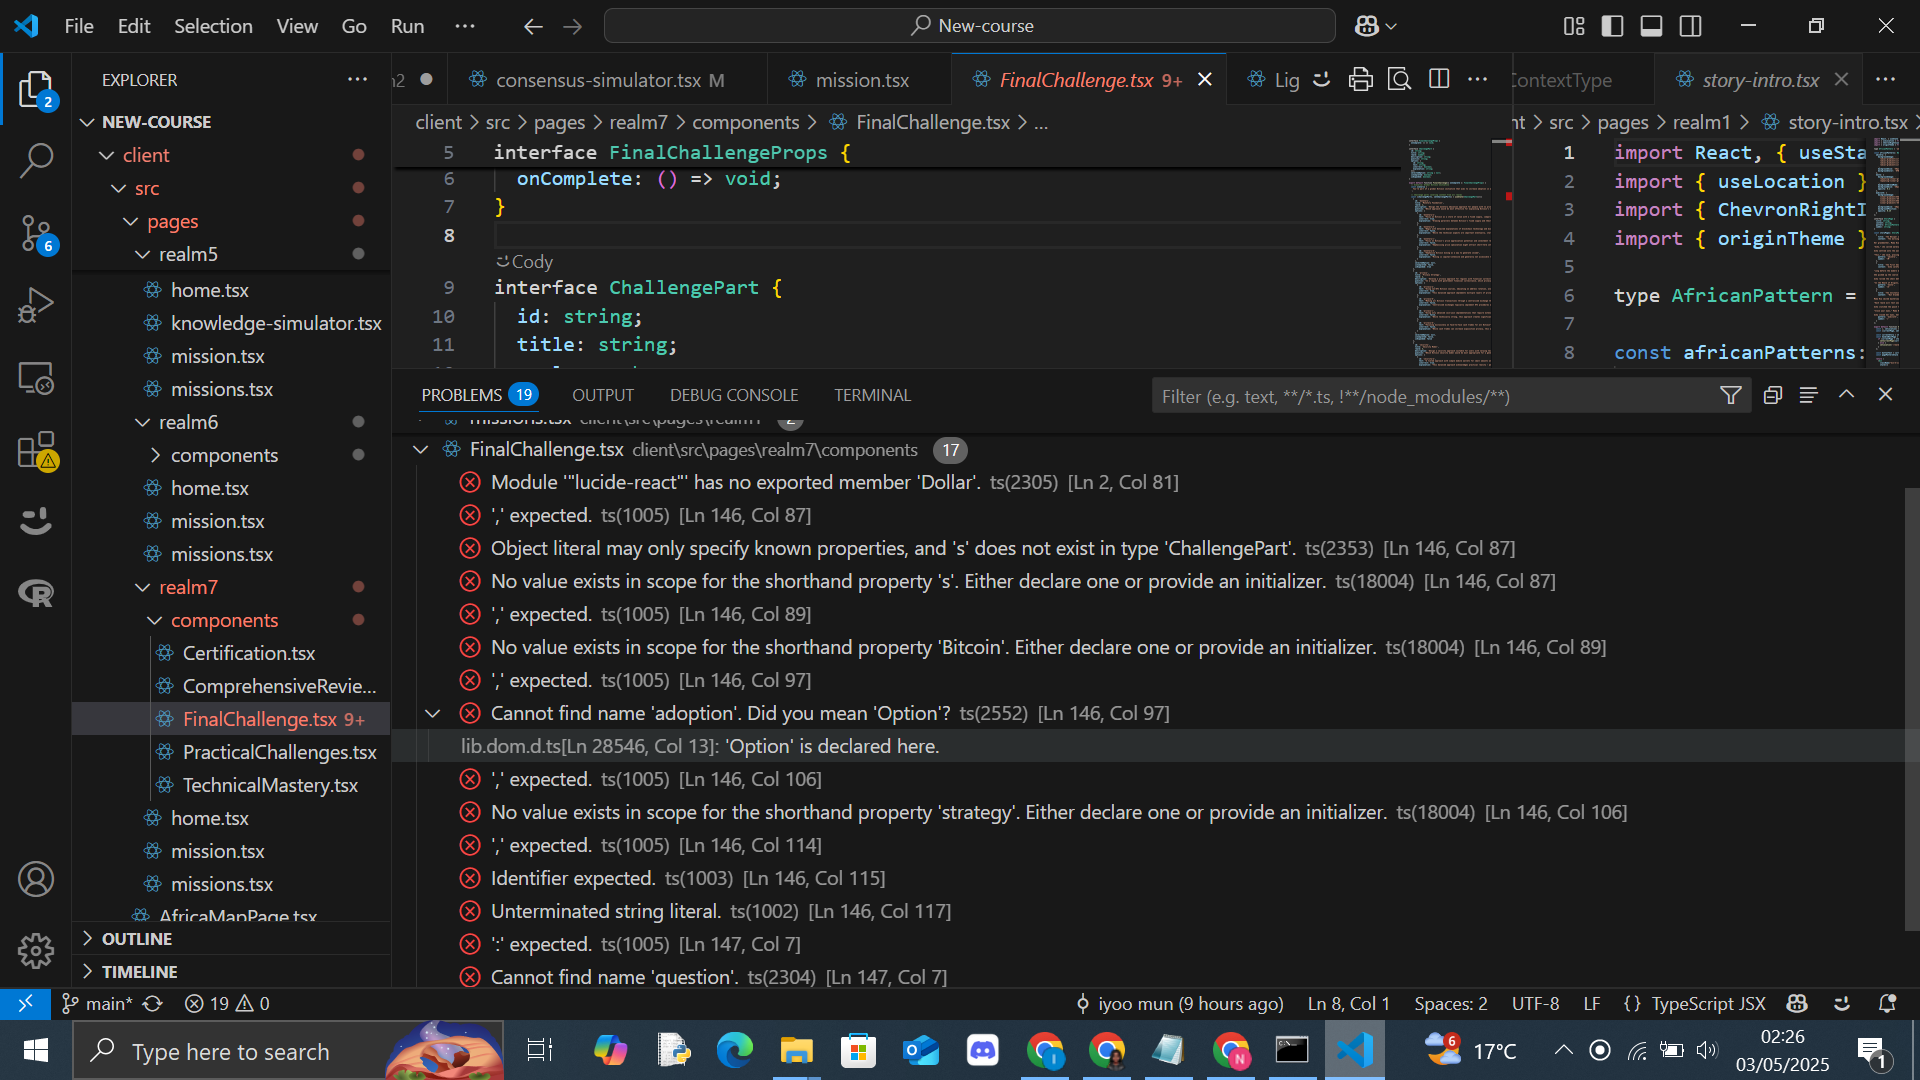 File Edit Selection View Go Run ···
New-course
EXPLORER ···
NEW-COURSE
client
src
pages
realm5
home.tsx
knowledge-simulator.tsx
mission.tsx
missions.tsx
realm6
components
home.tsx
mission.tsx
missions.tsx
realm7
components
Certification.tsx
ComprehensiveRevie...
FinalChallenge.tsx 9+
PracticalChallenges.tsx
TechnicalMastery.tsx
home.tsx
mission.tsx
missions.tsx
AfricaMapPage.tsx
OUTLINE
TIMELINE
2
6
consensus-simulator.tsx M
mission.tsx
FinalChallenge.tsx 9+
Lig
···
client > src > pages > realm7 > components > FinalChallenge.tsx > ...
5 interface FinalChallengeProps {
6 onComplete: () => void;
7 }
8
Cody
9 interface ChallengePart {
10 id: string;
11 title: string;
ContextType
story-intro.tsx
···
nt > src > pages > realm1 > story-intro.tsx >
1 import React, { useSta
2 import { useLocation }
3 import { ChevronRightI
4 import { originTheme }
5
6 type AfricanPattern =
7
8 const africanPatterns:
PROBLEMS 19 OUTPUT DEBUG CONSOLE TERMINAL
Filter (e.g. text, **/*.ts, !**/node_modules/**)
missions.tsx client\src\pages\realm1 2
FinalChallenge.tsx client\src\pages\realm7\components 17
Module '"lucide-react"' has no exported member 'Dollar'. ts(2305) [Ln 2, Col 81]
',' expected. ts(1005) [Ln 146, Col 87]
Object literal may only specify known properties, and 's' does not exist in type 'ChallengePart'. ts(2353) [Ln 146, Col 87]
No value exists in scope for the shorthand property 's'. Either declare one or provide an initializer. ts(18004) [Ln 146, Col 87]
',' expected. ts(1005) [Ln 146, Col 89]
No value exists in scope for the shorthand property 'Bitcoin'. Either declare one or provide an initializer. ts(18004) [Ln 146, Col 89]
',' expected. ts(1005) [Ln 146, Col 97]
Cannot find name 'adoption'. Did you mean 'Option'? ts(2552) [Ln 146, Col 97]
lib.dom.d.ts[Ln 28546, Col 13]: 'Option' is declared here.
',' expected. ts(1005) [Ln 146, Col 106]
No value exists in scope for the shorthand property 'strategy'. Either declare one or provide an initializer. ts(18004) [Ln 146, Col 106]
',' expected. ts(1005) [Ln 146, Col 114]
Identifier expected. ts(1003) [Ln 146, Col 115]
Unterminated string literal. ts(1002) [Ln 146, Col 117]
':' expected. ts(1005) [Ln 147, Col 7]
Cannot find name 'question'. ts(2304) [Ln 147, Col 7]
main* 19 0 iyoo mun (9 hours ago) Ln 8, Col 1 Spaces: 2 UTF-8 LF {} TypeScript JSX
Type here to search
6 17°C
02:26
03/05/2025
1